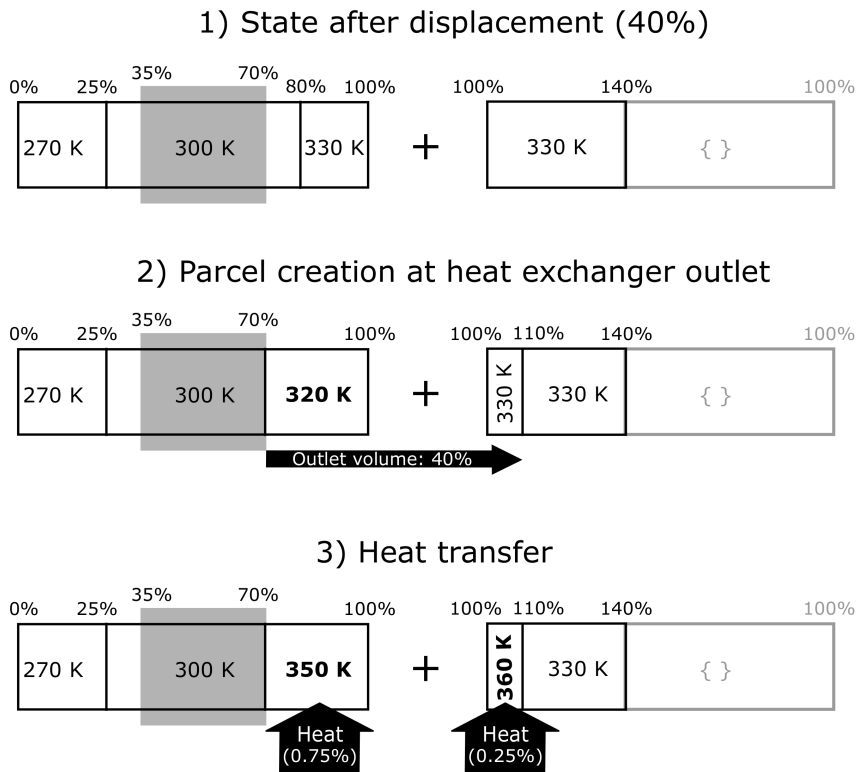 1) State after displacement (40%)
0% 25% 35% 70% 80% 100% 100% 140% 100%
270 K 300 K 330 K + 330 K { }
2) Parcel creation at heat exchanger outlet
0% 25% 35% 70% 100% 100% 110% 140% 100%
270 K 300 K 320 K + 330 K 330 K { }
Outlet volume: 40%
3) Heat transfer
0% 25% 35% 70% 100% 100% 110% 140% 100%
270 K 300 K 350 K + 360 K 330 K { }
Heat Heat
(0.75%) (0.25%)